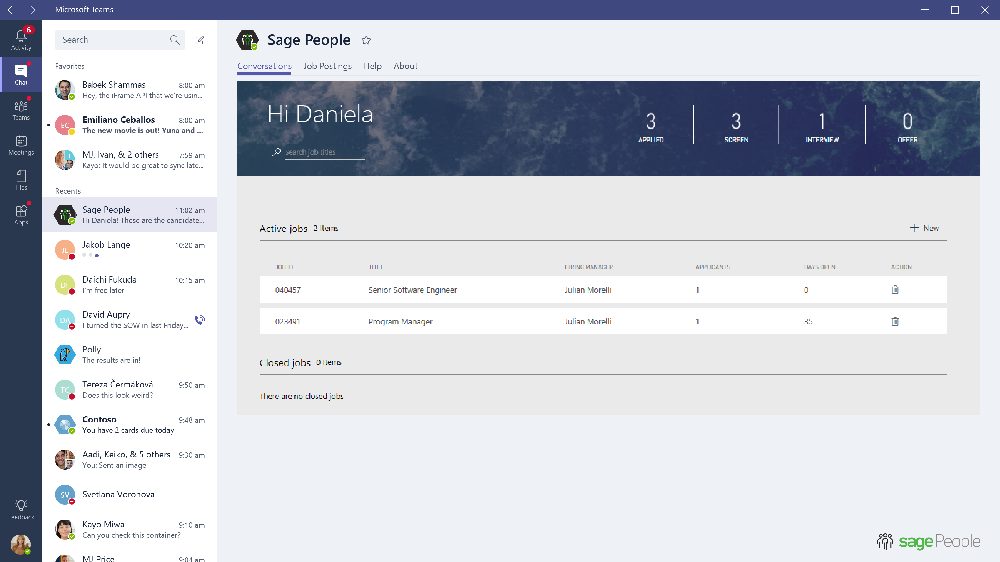 Microsoft Teams
6
Activity
Chat
Teams
Meetings
Files
Apps
Feedback
Search
Favorites
Babek Shammas 8:00 am
Hey, the iFrame API that we’re usin...
EC
Emiliano Ceballos 8:00 am
The new movie is out! Yuna and ...
I
MJ, Ivan, & 2 others 7:59 am
Kayo: It would be great to sync late...
Recents
Sage People 11:02 am
Hi Daniela! These are the candidate...
JL
Jakob Lange 10:20 am
DF
Daichi Fukuda 10:15 am
I’m free later
DA
David Aupry
I turned the SOW in last Friday...
Polly
The results are in!
TČ
Tereza Čermáková 9:50 am
Does this look weird?
Contoso 9:48 am
You have 2 cards due today
Aadi, Keiko, & 5 others 9:30 am
You: Sent an image
SV
Svetlana Voronova
Kayo Miwa 9:10 am
Can you check this container?
MJ Price 9:04 am
Sage People
Conversations Job Postings Help About
Hi Daniela
Search job titles
3 3 1 0
APPLIED SCREEN INTERVIEW OFFER
Active jobs 2 Items New
JOB ID TITLE HIRING MANAGER APPLICANTS DAYS OPEN ACTION
040457 Senior Software Engineer Julian Morelli 1 0
023491 Program Manager Julian Morelli 1 35
Closed jobs 0 Items
There are no closed jobs
sage People